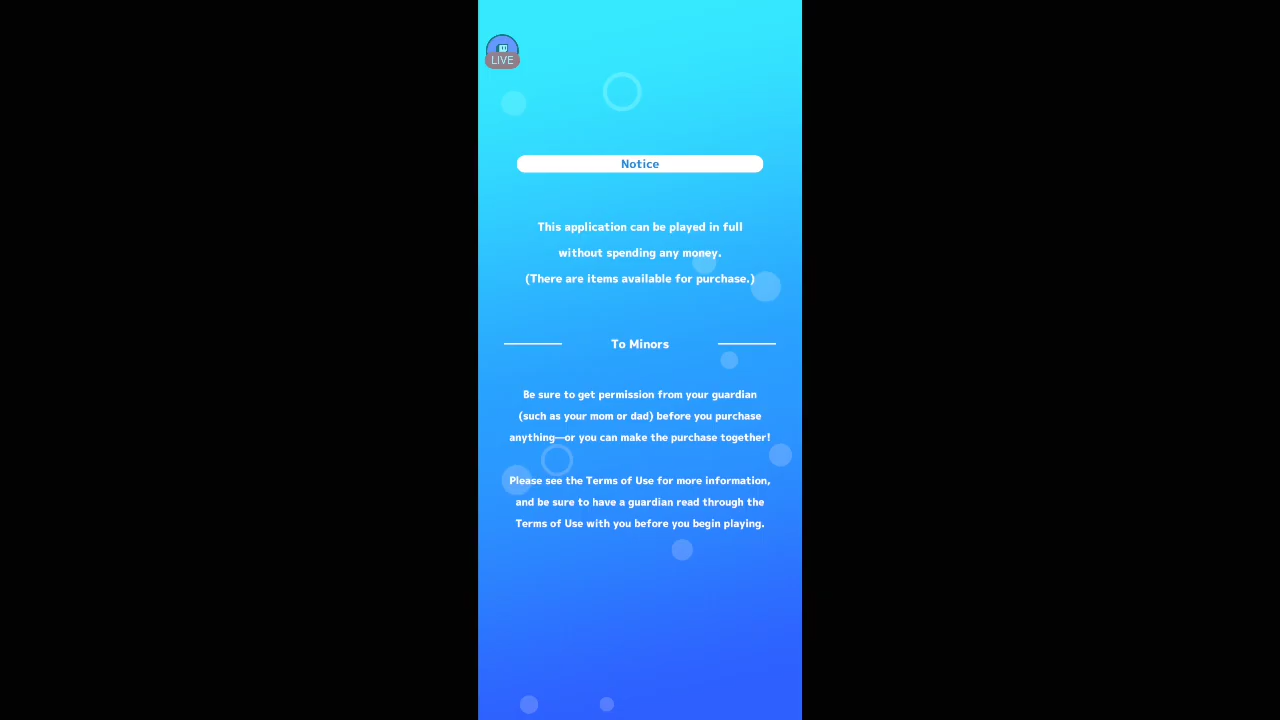 LIVE
Notice
This application can be played in full
without spending any money.
(There are items available for purchase.)
To Minors
Be sure to get permission from your guardian
(such as your mom or dad) before you purchase
anything—or you can make the purchase together!
Please see the Terms of Use for more information,
and be sure to have a guardian read through the
Terms of Use with you before you begin playing.